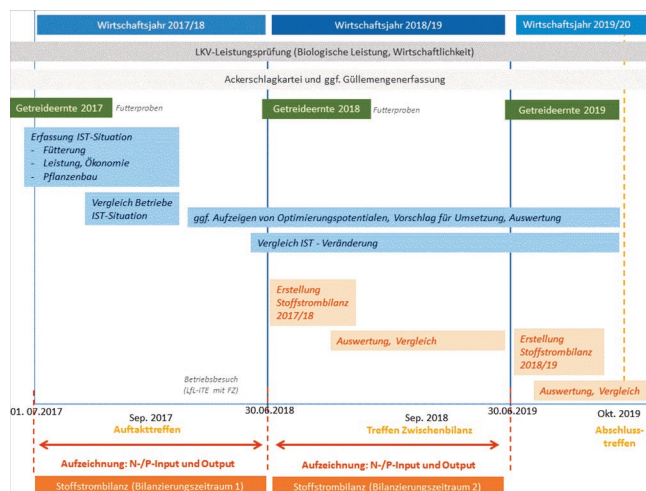 Wirtschaftsjahr 2017/18
Wirtschaftsjahr 2018/19
Wirtschaftsjahr 2019/20
LKV-Leistungsprüfung (Biologische Leistung, Wirtschaftlichkeit)
Ackerschlagkartei und ggf. Güllemengenerfassung
Getreideernte 2017
Futterproben
Getreideernte 2018
Futterproben
Getreideernte 2019
Erfassung IST-Situation
- Fütterung
- Leistung, Ökonomie
- Pflanzenbau
Vergleich Betriebe
IST-Situation
ggf. Aufzeigen von Optimierungspotentialen, Vorschlag für Umsetzung, Auswertung
Vergleich IST - Veränderung
Erstellung
Stoffstrombilanz
2017/18
Auswertung, Vergleich
Erstellung
Stoffstrombilanz
2018/19
Auswertung, Vergleich
Betriebsbesuch
(LfL-ITE mit FZ)
01. 07.2017
Sep. 2017
30.06.2018
Sep. 2018
30.06.2019
Okt. 2019
Auftakttreffen
Treffen Zwischenbilanz
Abschluss-
treffen
Aufzeichnung: N-/P-Input und Output
Aufzeichnung: N-/P-Input und Output
Stoffstrombilanz (Bilanzierungszeitraum 1)
Stoffstrombilanz (Bilanzierungszeitraum 2)